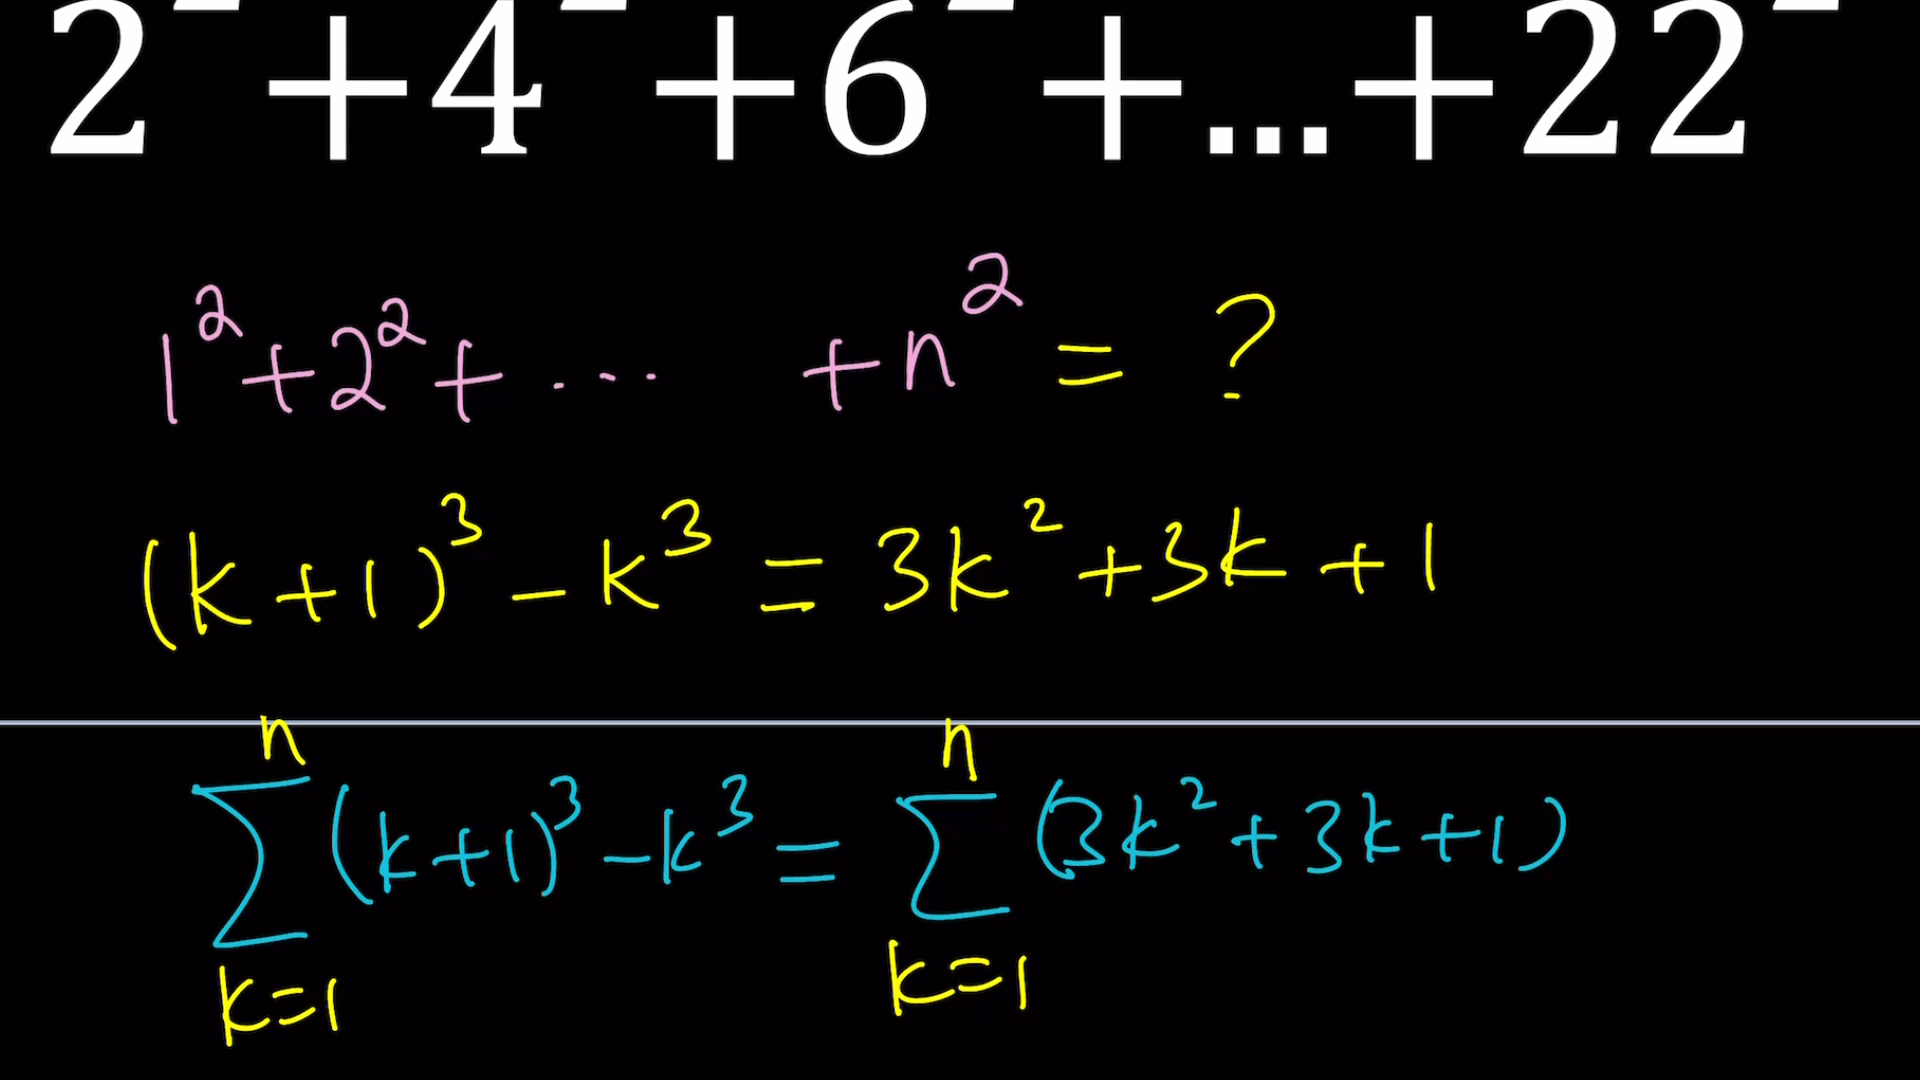 2² + 4² + 6² + ... + 22²
1² + 2² + ... + n² = ?
(k+1)³ - k³ = 3k² + 3k + 1
n n
∑ (k+1)³ - k³ = ∑ (3k² + 3k + 1)
k=1 k=1